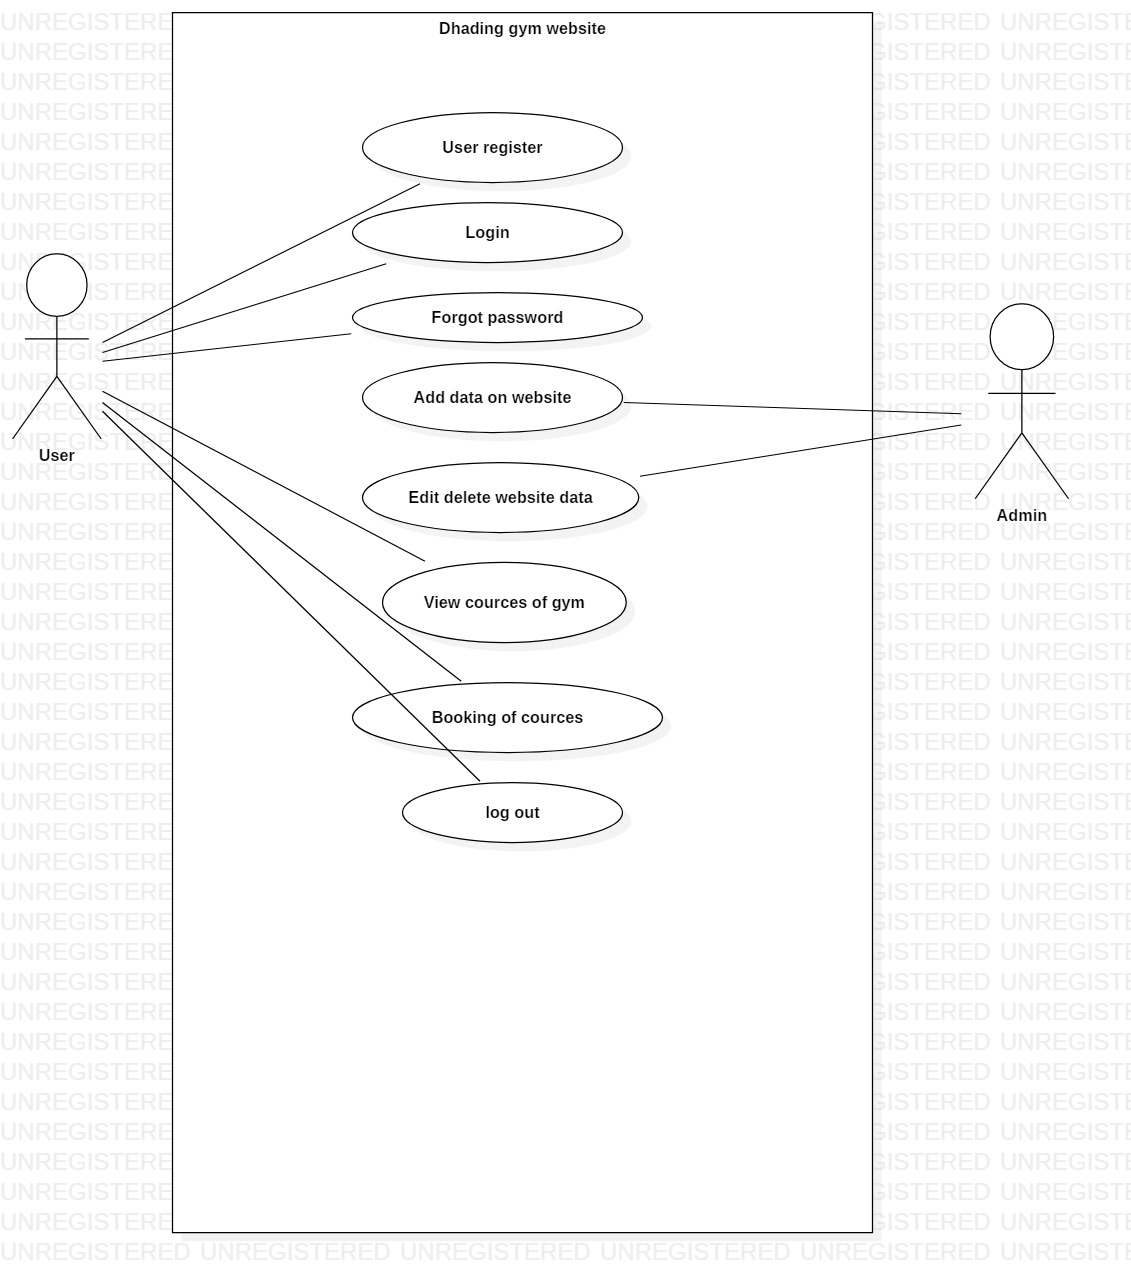 Dhading gym website
User register
Login
Forgot password
Add data on website
User
Edit delete website data
Admin
View cources of gym
Booking of cources
log out
UNREGISTERED UNREGISTERED UNREGISTERED UNREGISTERED UNREGISTERED UNREGISTE